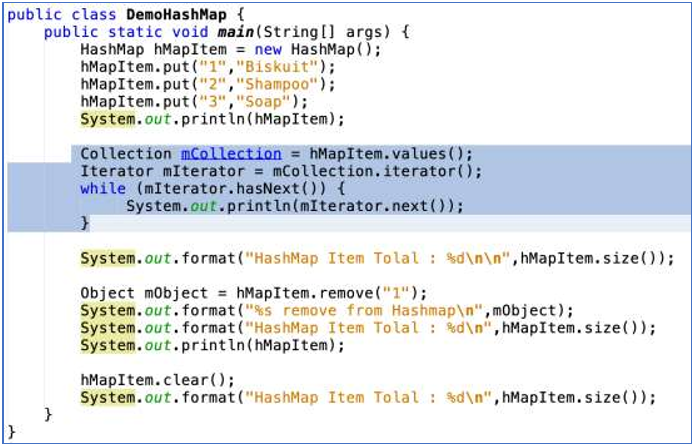 public class DemoHashMap {
    public static void main(String[] args) {
        HashMap hMapItem = new HashMap();
        hMapItem.put("1","Biskuit");
        hMapItem.put("2","Shampoo");
        hMapItem.put("3","Soap");
        System.out.println(hMapItem);
        Collection mCollection = hMapItem.values();
        Iterator mIterator = mCollection.iterator();
        while (mIterator.hasNext()) {
             System.out.println(mIterator.next());
        }
        System.out.format("HashMap Item Tolal : %d\n\n",hMapItem.size());
        Object mObject = hMapItem.remove("1");
        System.out.format("%s remove from Hashmap\n",mObject);
        System.out.format("HashMap Item Tolal : %d\n",hMapItem.size());
        System.out.println(hMapItem);
        hMapItem.clear();
        System.out.format("HashMap Item Tolal : %d\n",hMapItem.size());
    }
}